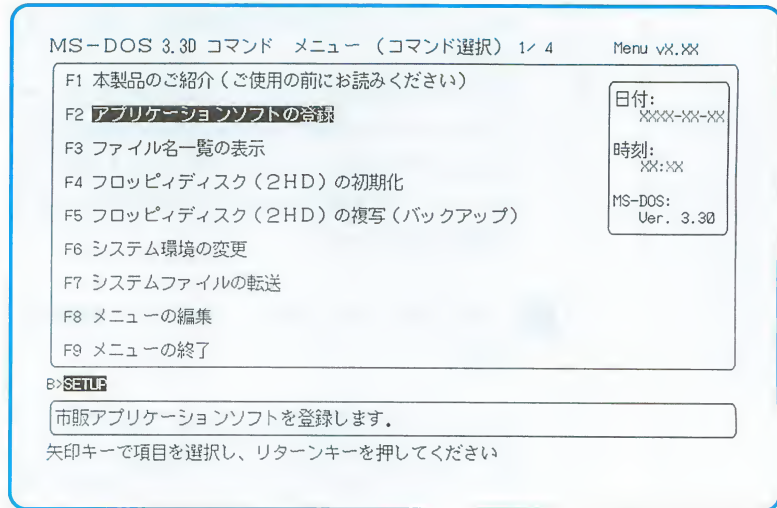 MS-DOS 3.3D コマンド メニュー (コマンド選択) 1/ 4 Menu vX.XX
F1 本製品のご紹介(ご使用の前にお読みください)
F2 アプリケーションソフトの登録
F3 ファイル名一覧の表示
F4 フロッピィディスク(2HD)の初期化
F5 フロッピィディスク(2HD)の複写(バックアップ)
F6 システム環境の変更
F7 システムファイルの転送
F8 メニューの編集
F9 メニューの終了
日付:
XXXX-XX-XX
時刻:
XX:XX
MS-DOS:
Ver. 3.30
B>SETUP
市販アプリケーションソフトを登録します.
矢印キーで項目を選択し、リターンキーを押してください